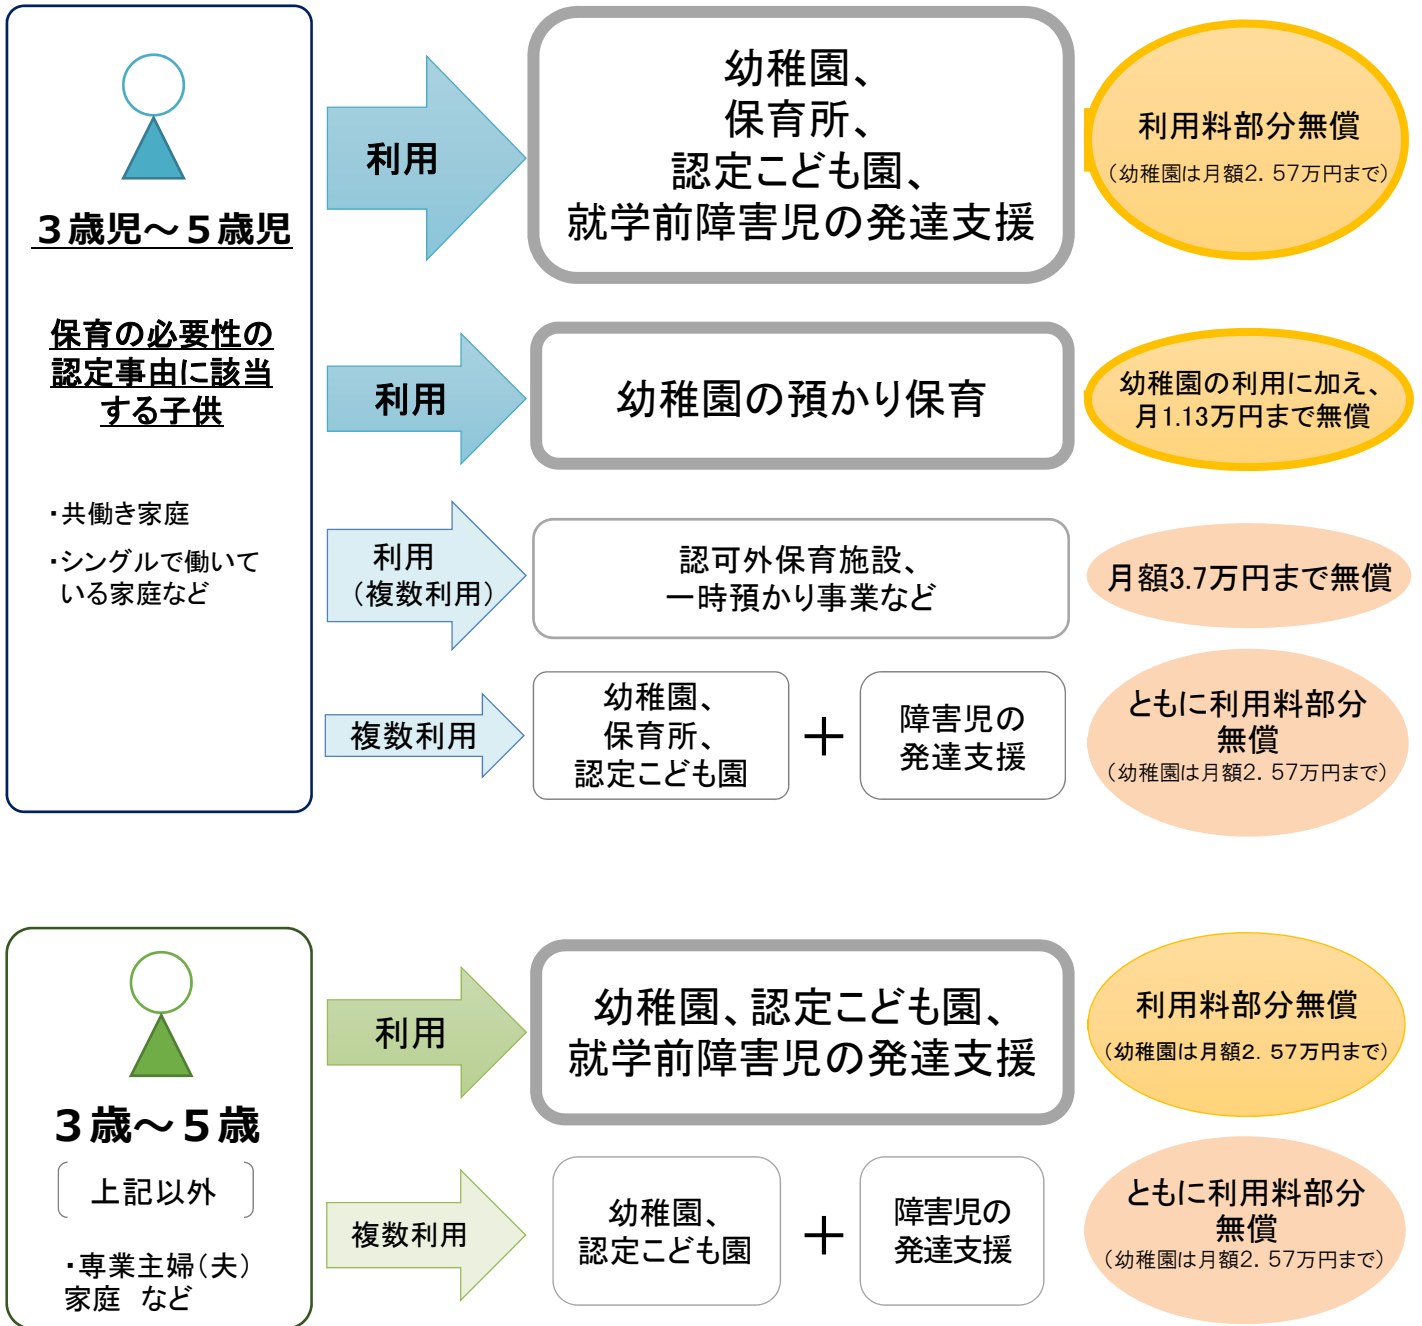 ３歳児～５歳児
保育の必要性の
認定事由に該当
する子供
・共働き家庭
・シングルで働いて
いる家庭など
利用
幼稚園、
保育所、
認定こども園、
就学前障害児の発達支援
利用料部分無償
（幼稚園は月額2．57万円まで）
利用
幼稚園の預かり保育
幼稚園の利用に加え、
月1.13万円まで無償
利用
（複数利用）
認可外保育施設、
一時預かり事業など
月額3.7万円まで無償
複数利用
幼稚園、
保育所、
認定こども園
＋
障害児の
発達支援
ともに利用料部分
無償
（幼稚園は月額2．57万円まで）
３歳～５歳
上記以外
・専業主婦（夫）
家庭　など
利用
幼稚園、認定こども園、
就学前障害児の発達支援
利用料部分無償
（幼稚園は月額2．57万円まで）
複数利用
幼稚園、
認定こども園
＋
障害児の
発達支援
ともに利用料部分
無償
（幼稚園は月額2．57万円まで）